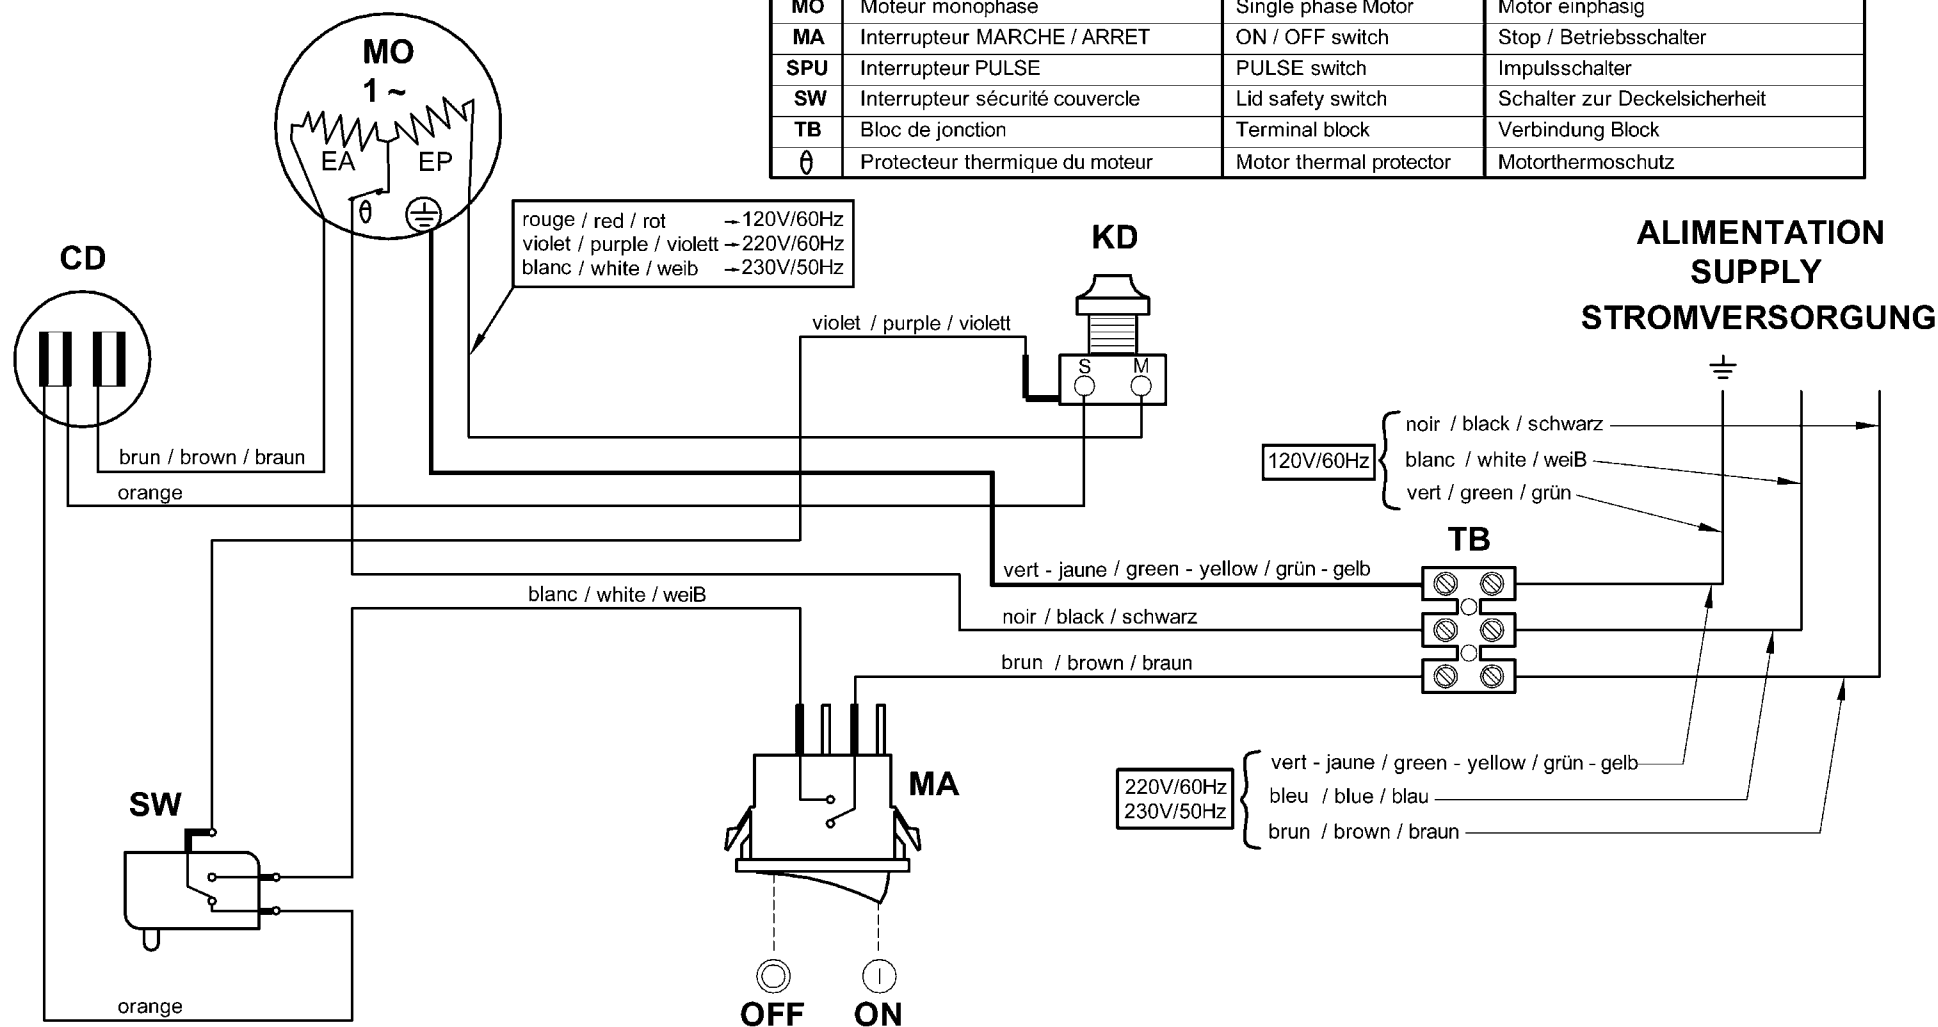 MO Moteur monophase Single phase Motor Motor einphasig
MA Interrupteur MARCHE / ARRET ON / OFF switch Stop / Betriebsschalter
SPU Interrupteur PULSE PULSE switch Impulsschalter
SW Interrupteur sécurité couvercle Lid safety switch Schalter zur Deckelsicherheit
TB Bloc de jonction Terminal block Verbindung Block
θ Protecteur thermique du moteur Motor thermal protector Motorthermoschutz
MO
1 ~
EA EP
θ
rouge / red / rot → 120V/60Hz
violet / purple / violett → 220V/60Hz
blanc / white / weib → 230V/50Hz
CD
KD
ALIMENTATION
SUPPLY
STROMVERSORGUNG
violet / purple / violett
S M
brun / brown / braun
orange
120V/60Hz
noir / black / schwarz
blanc / white / weiB
vert / green / grün
TB
vert - jaune / green - yellow / grün - gelb
blanc / white / weiB
noir / black / schwarz
brun / brown / braun
SW
MA
220V/60Hz
230V/50Hz
vert - jaune / green - yellow / grün - gelb
bleu / blue / blau
brun / brown / braun
orange
OFF ON